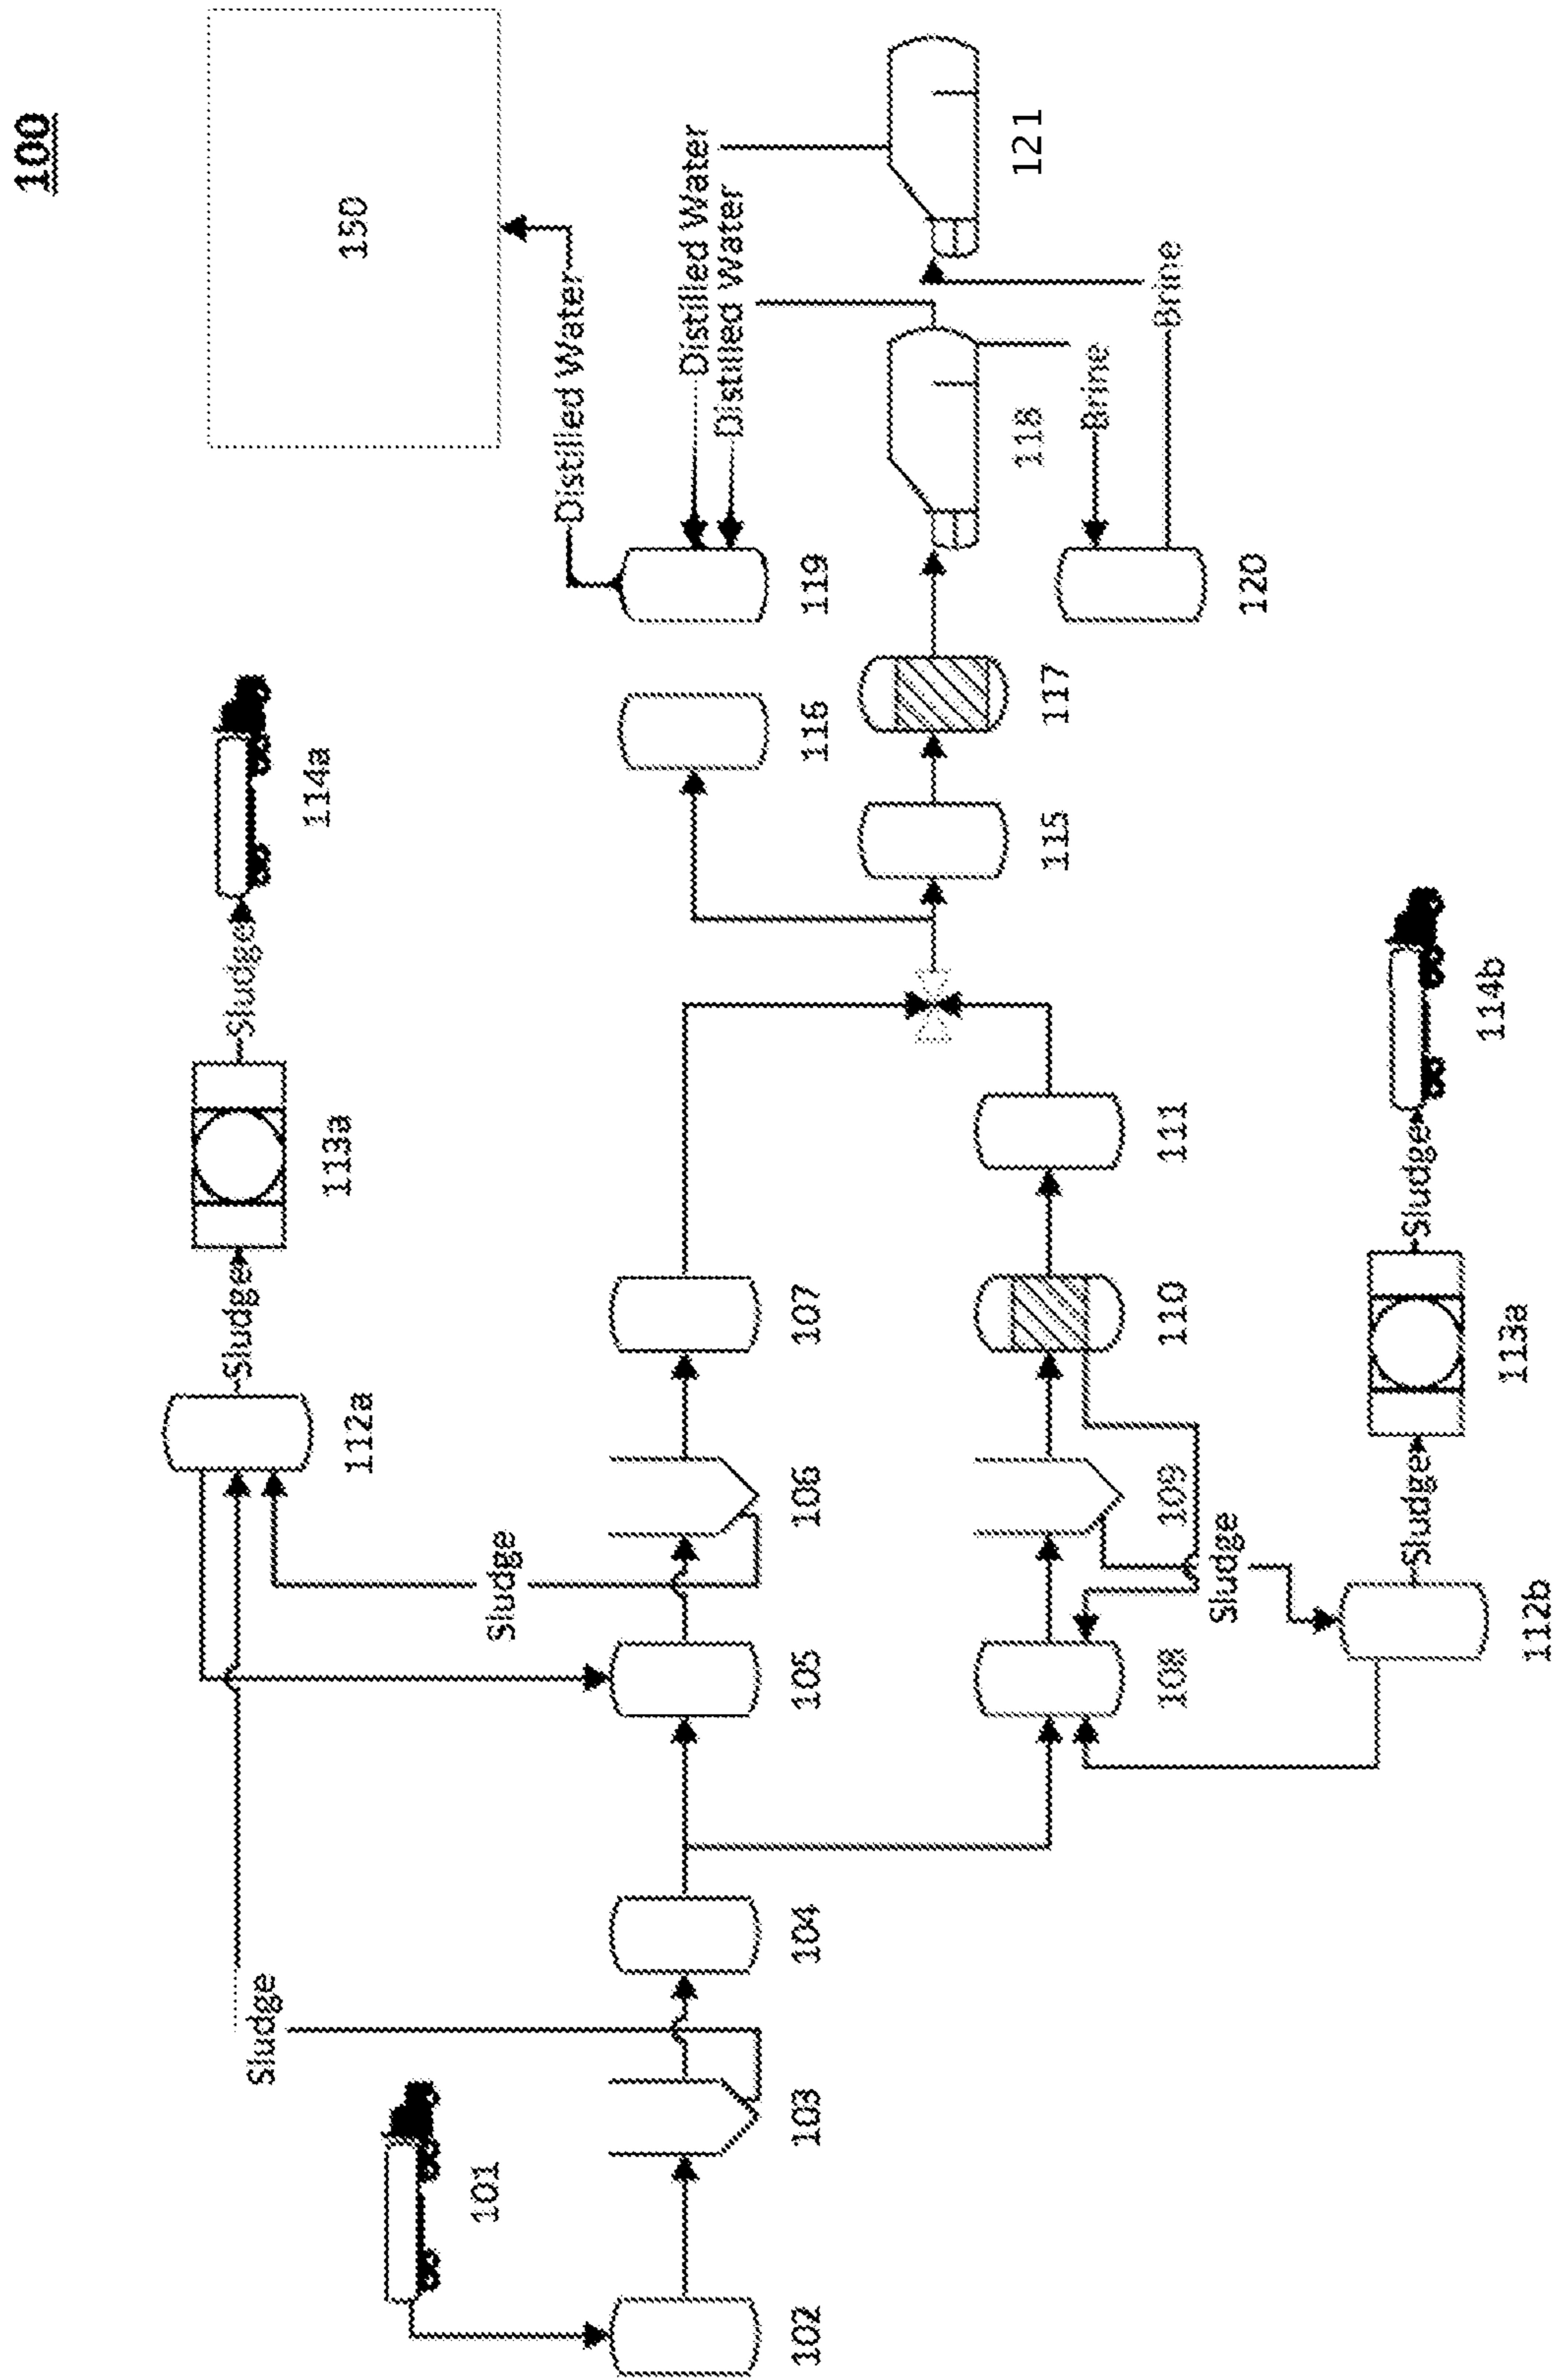 100
150
Distilled Water
Distilled Water
Distilled Water
121
118
Brine
Brine
119
120
116
117
115
114a
Sludge
113a
Sludge
112a
107
106
Sludge
105
111
110
109
Sludge
108
114b
Sludge
113a
Sludge
112b
104
Sludge
103
101
102